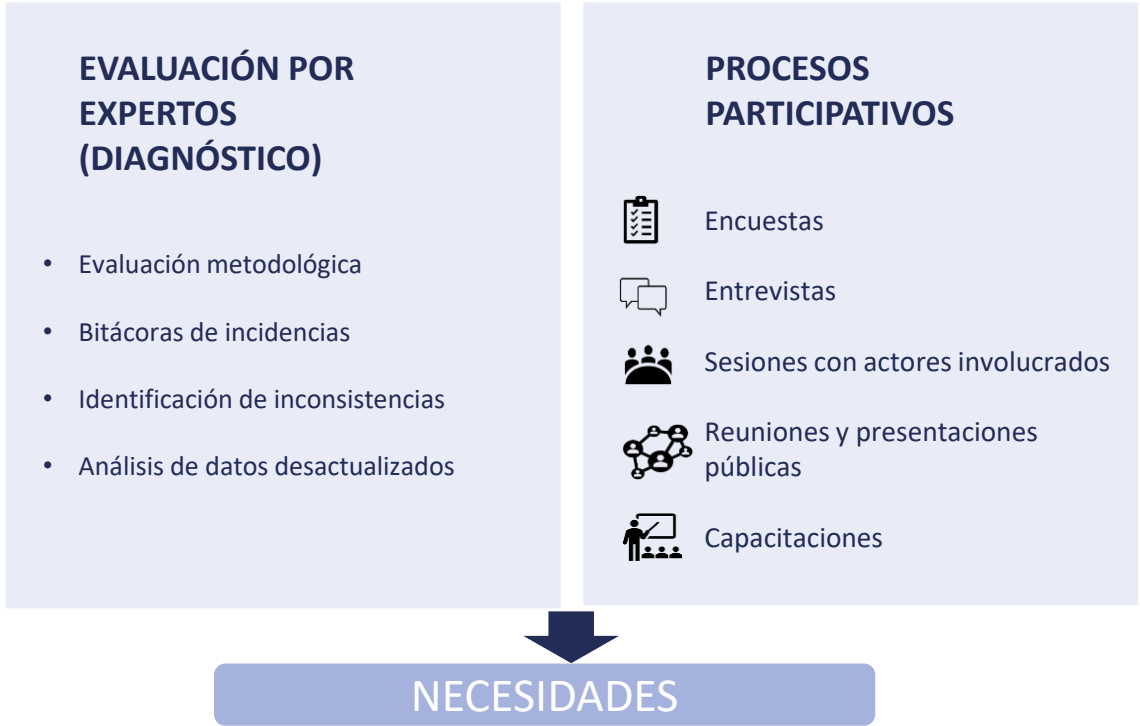 EVALUACIÓN POR
EXPERTOS
(DIAGNÓSTICO)
• Evaluación metodológica
• Bitácoras de incidencias
• Identificación de inconsistencias
• Análisis de datos desactualizados
PROCESOS
PARTICIPATIVOS
Encuestas
Entrevistas
Sesiones con actores involucrados
Reuniones y presentaciones
públicas
Capacitaciones
NECESIDADES